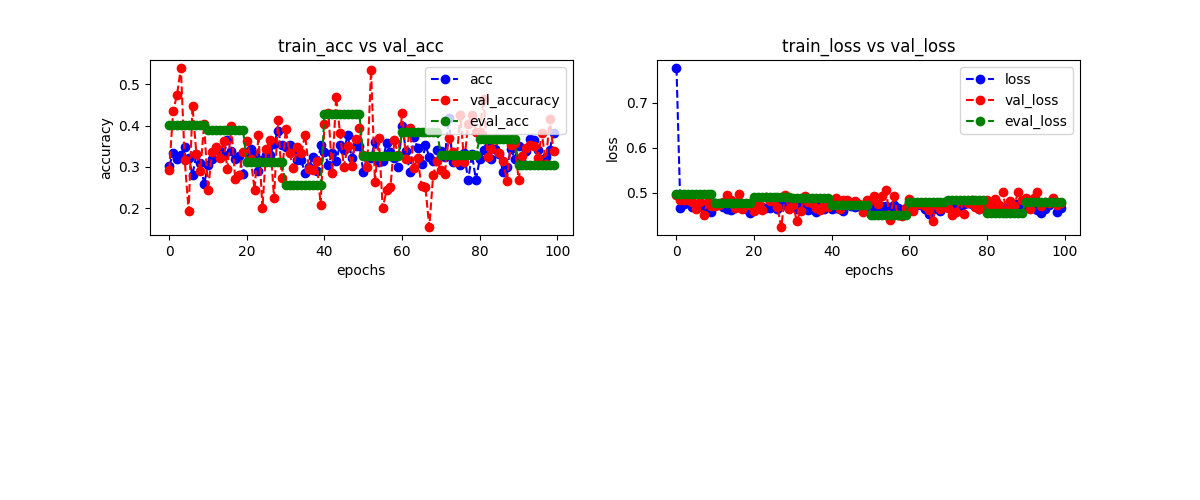 train_acc vs val_acc
accuracy
0.5
0.4
0.3
0.2
acc
val_accuracy
eval_acc
0 20 40 60 80 100
epochs
train_loss vs val_loss
loss
0.7
0.6
0.5
loss
val_loss
eval_loss
0 20 40 60 80 100
epochs